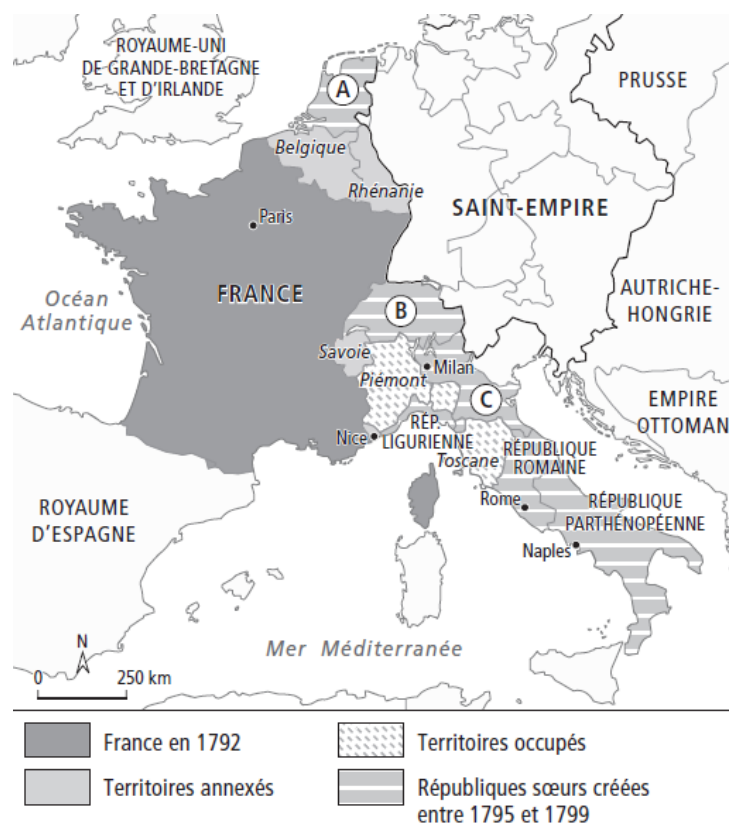 ROYAUME-UNI
DE GRANDE-BRETAGNE
ET D'IRLANDE
A
PRUSSE
Belgique
Rhénanie
Paris
SAINT-EMPIRE
FRANCE
Océan
Atlantique
AUTRICHE-
HONGRIE
B
Savoie
Milan
Piémont
C
EMPIRE
OTTOMAN
Nice
RÉP.
LIGURIENNE
Toscane
RÉPUBLIQUE
ROMAINE
ROYAUME
D'ESPAGNE
Rome
RÉPUBLIQUE
PARTHÉNOPÉENNE
Naples
Mer Méditerranée
N
0 250 km
France en 1792
Territoires occupés
Territoires annexés
Républiques sœurs créées
entre 1795 et 1799